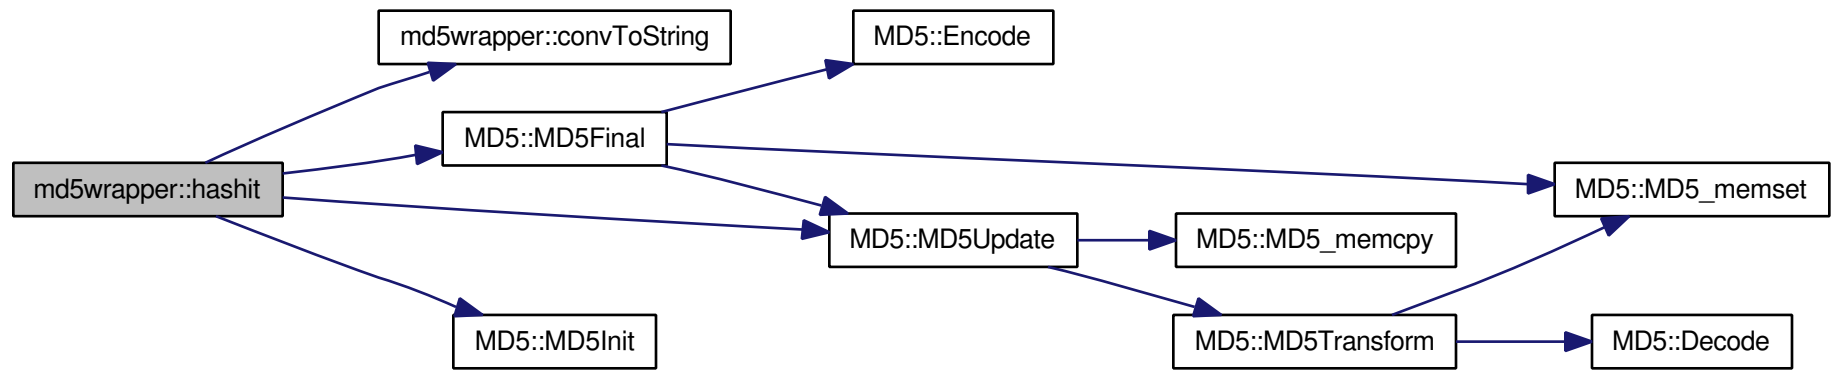 md5wrapper::convToString
MD5::Encode
MD5::MD5Final
md5wrapper::hashit
MD5::MD5_memset
MD5::MD5Update
MD5::MD5_memcpy
MD5::MD5Init
MD5::MD5Transform
MD5::Decode